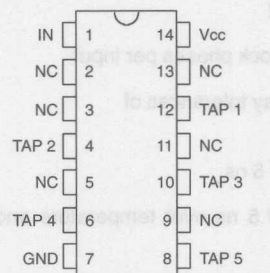 IN 1 14 Vcc
NC 2 13 NC
NC 3 12 TAP 1
TAP 2 4 11 NC
NC 5 10 TAP 3
TAP 4 6 9 NC
GND 7 8 TAP 5